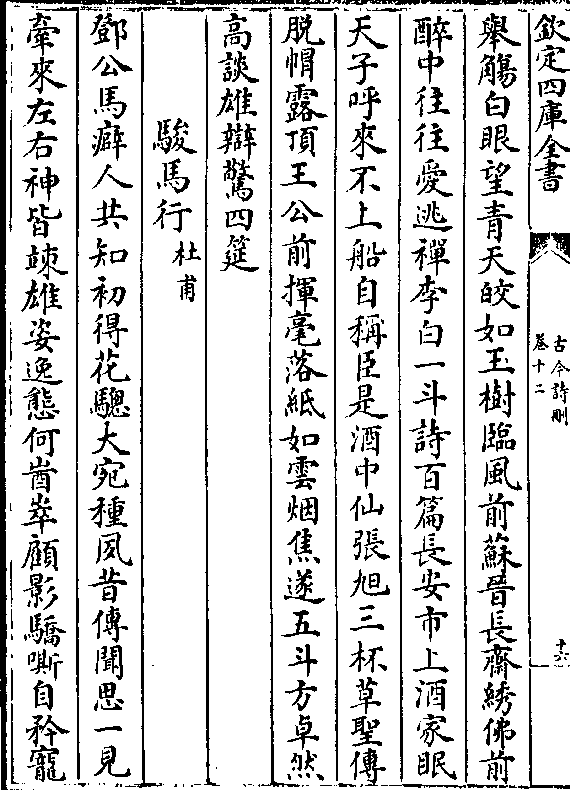 欽定四庫全書
古今詩刪
卷十二
十六
舉觴白眼望青天皎如玉樹臨風前蘇晉長齋綉佛前
醉中往往愛逃禪李白一斗詩百篇長安市上酒家眠
天子呼來不上船自稱臣是酒中仙張旭三杯草聖傳
脫帽露頂王公前揮毫落紙如雲烟焦遂五斗方卓然
高談雄辯驚四筵
駿馬行杜甫
鄧公馬癖人共知初得花驄大宛種夙昔傳聞思一見
牽來左右神皆竦雄姿逸態何崷崒顧影驕嘶自矜寵